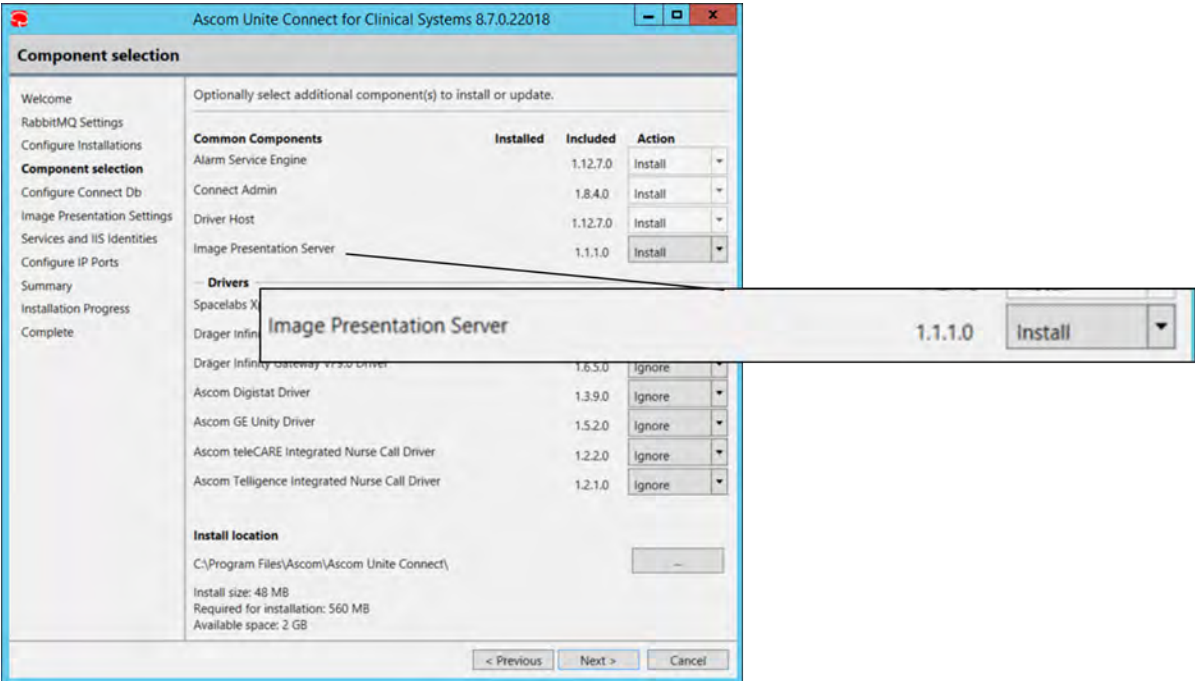 Ascom Unite Connect for Clinical Systems 8.7.0.22018
Component selection
Welcome
RabbitMQ Settings
Configure Installations
Component selection
Configure Connect Db
Image Presentation Settings
Services and IIS Identities
Configure IP Ports
Summary
Installation Progress
Complete
Optionally select additional component(s) to install or update.
Common Components Installed Included Action
Alarm Service Engine 1.12.7.0 Install
Connect Admin 1.8.4.0 Install
Driver Host 1.12.7.0 Install
Image Presentation Server 1.1.1.0 Install
Drivers
Spacelabs
Image Presentation Server 1.1.1.0 Install
Drager
Dräger Infinity Gateway VF9.0 Driver 1.6.5.0 Ignore
Ascom Digistat Driver 1.3.9.0 Ignore
Ascom GE Unity Driver 1.5.2.0 Ignore
Ascom teleCARE Integrated Nurse Call Driver 1.2.2.0 Ignore
Ascom Telligence Integrated Nurse Call Driver 1.2.1.0 Ignore
Install location
C:\Program Files\Ascom\Ascom Unite Connect\
...
Install size: 48 MB
Required for installation: 560 MB
Available space: 2 GB
< Previous Next > Cancel